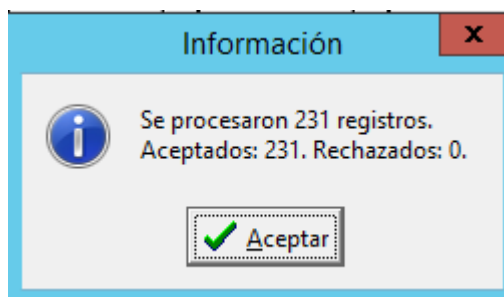 Información
x
Se procesaron 231 registros.
Aceptados: 231. Rechazados: 0.
Aceptar